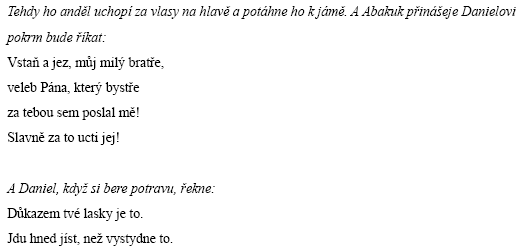 Tehdy ho anděl uchopí za vlasy na hlavě a potáhne ho k jámě. A Abakuk přinášeje Danielovi
pokrm bude říkat:
Vstaň a jez, můj milý bratře,
veleb Pána, který bystře
za tebou sem poslal mě!
Slavně za to ucti jej!

A Daniel, když si bere potravu, řekne:
Důkazem tvé lasky je to.
Jdu hned jíst, než vystydne to.